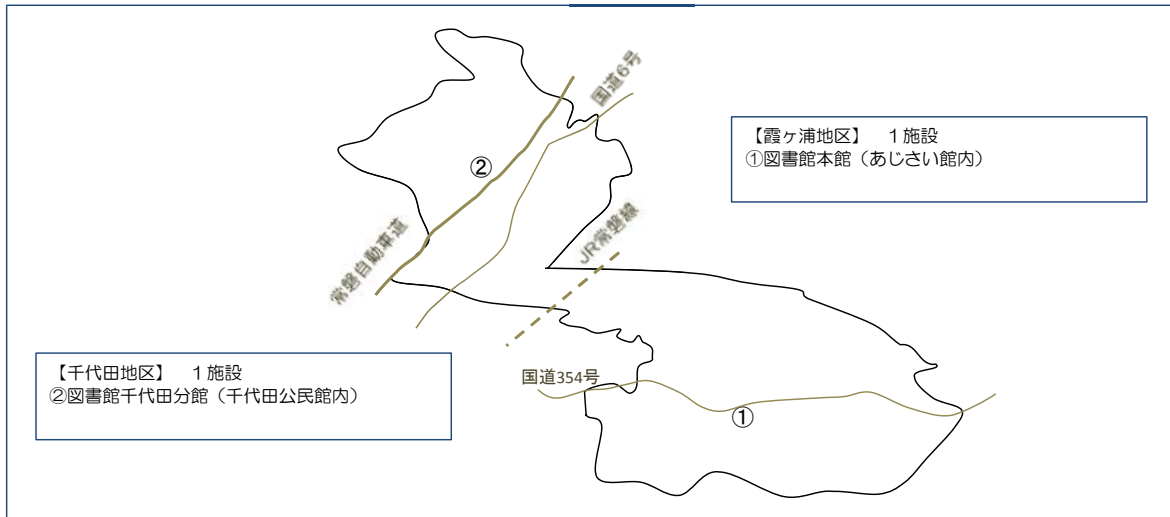 国道6号
【霞ヶ浦地区】　１施設
①図書館本館（あじさい館内）
②
JR常磐線
常磐自動車道
【千代田地区】　１施設
②図書館千代田分館（千代田公民館内）
国道354号
①